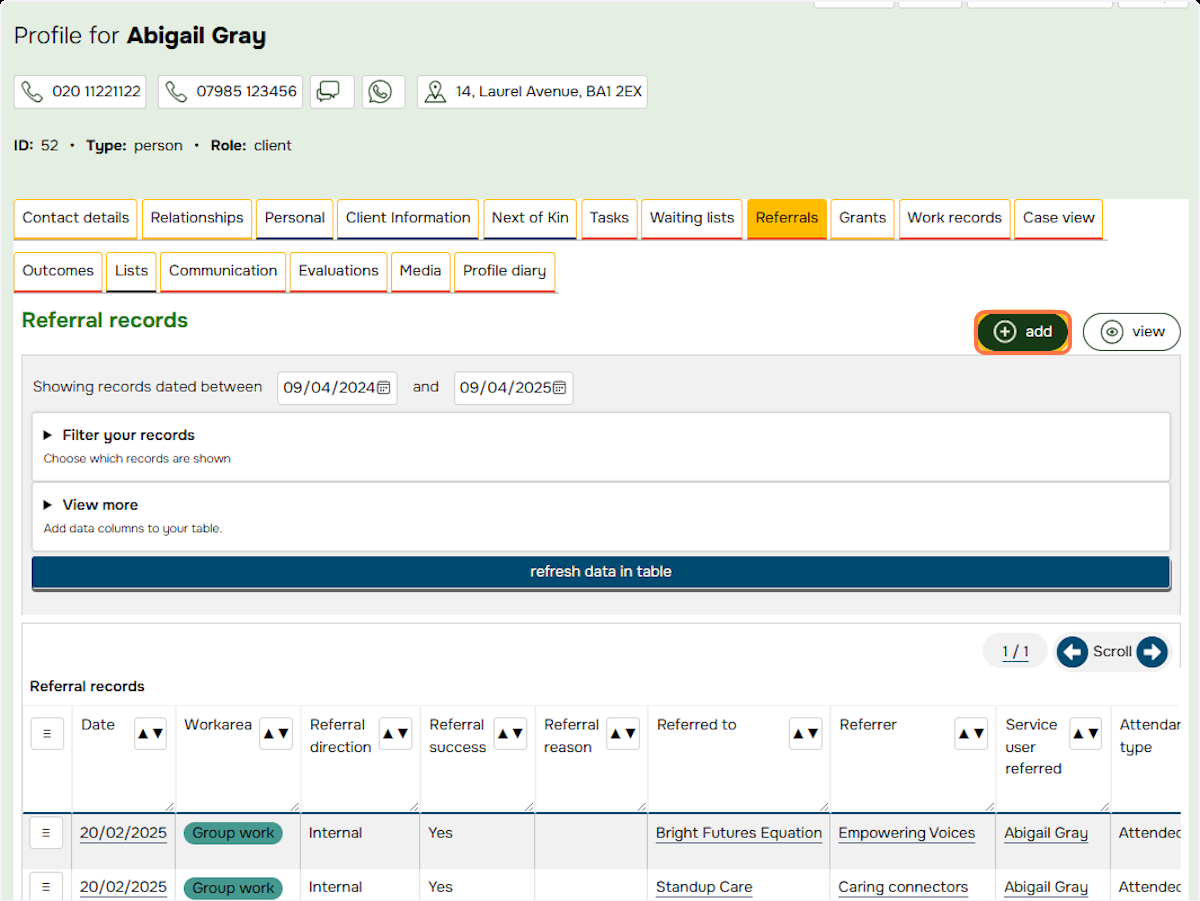 Profile for Abigail Gray
020 11221122 07985 123456 14, Laurel Avenue, BA1 2EX
ID: 52 • Type: person • Role: client
Contact details Relationships Personal Client Information Next of Kin Tasks Waiting lists Referrals Grants Work records Case view
Outcomes Lists Communication Evaluations Media Profile diary
Referral records
add view
Showing records dated between 09/04/2024 and 09/04/2025
▶ Filter your records
Choose which records are shown
▶ View more
Add data columns to your table.
refresh data in table
1 / 1 Scroll
Referral records
Date ▲▼ Workarea ▲▼ Referral direction ▲▼ Referral success ▲▼ Referral reason ▲▼ Referred to ▲▼ Referrer ▲▼ Service user referred ▲▼ Attendan type
20/02/2025 Group work Internal Yes Bright Futures Equation Empowering Voices Abigail Gray Attended
20/02/2025 Group work Internal Yes Standup Care Caring connectors Abigail Gray Attended